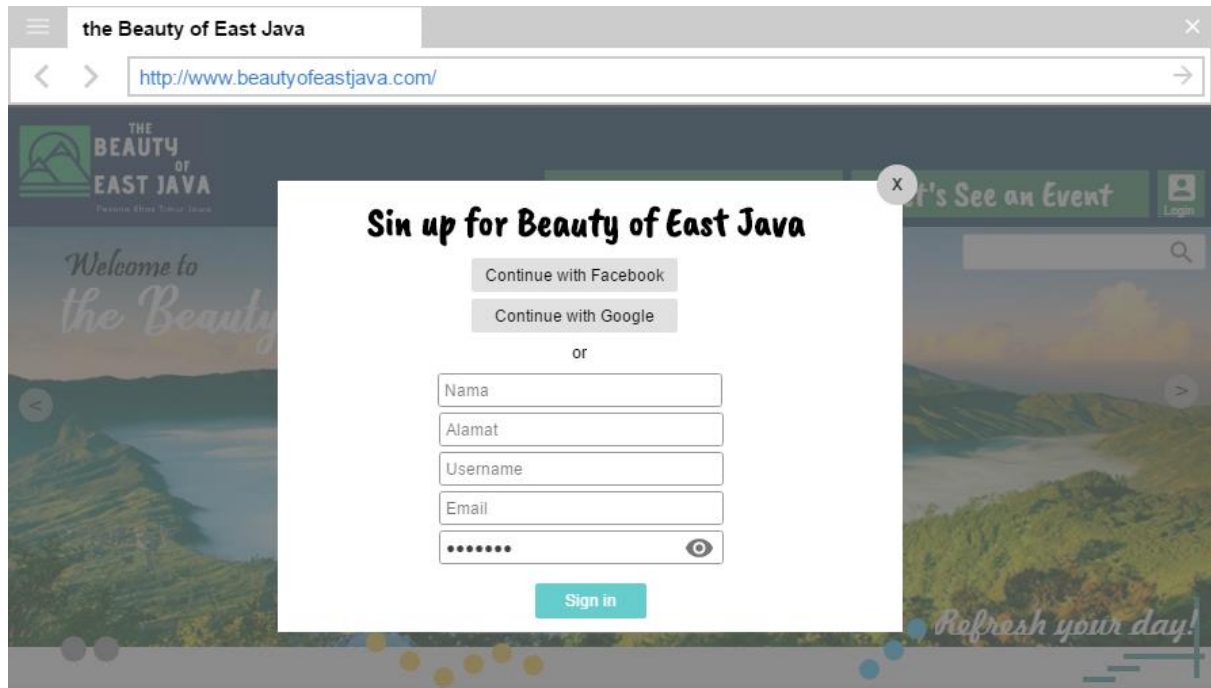 the Beauty of East Java
http://www.beautyofeastjava.com/
THE
BEAUTY
OF
EAST JAVA
X
t's See an Event
Login
Sin up for Beauty of East Java
Welcome to
the Beauty
Continue with Facebook
Continue with Google
or
Nama
Alamat
<
>
Username
Email
•••••••
Sign in
Refresh your day!